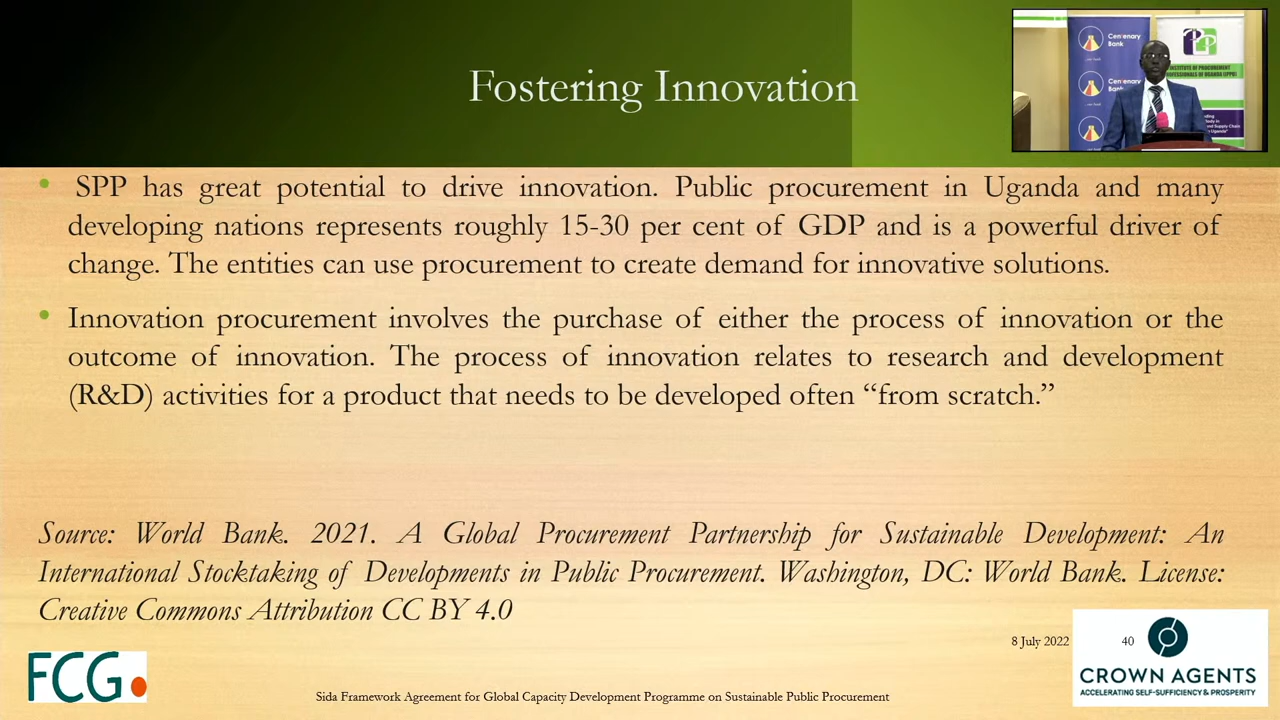 Fostering Innovation
Centenary
Bank
Centenary
INSTITUTE OF PROCUREMENT
PROFESSIONALS OF UGANDA (IPPU)
SPP has great potential to drive innovation. Public procurement in Uganda and many
developing nations represents roughly 15-30 per cent of GDP and is a powerful driver of
change. The entities can use procurement to create demand for innovative solutions.
Innovation procurement involves the purchase of either the process of innovation or the
outcome of innovation. The process of innovation relates to research and development
(R&D) activities for a product that needs to be developed often “from scratch.”
Source: World Bank. 2021. A Global Procurement Partnership for Sustainable Development: An
International Stocktaking of Developments in Public Procurement. Washington, DC: World Bank. License:
Creative Commons Attribution CC BY 4.0
8 July 2022
40
FCG.
CROWN AGENTS
ACCELERATING SELF-SUFFICIENCY & PROSPERITY
Sida Framework Agreement for Global Capacity Development Programme on Sustainable Public Procurement